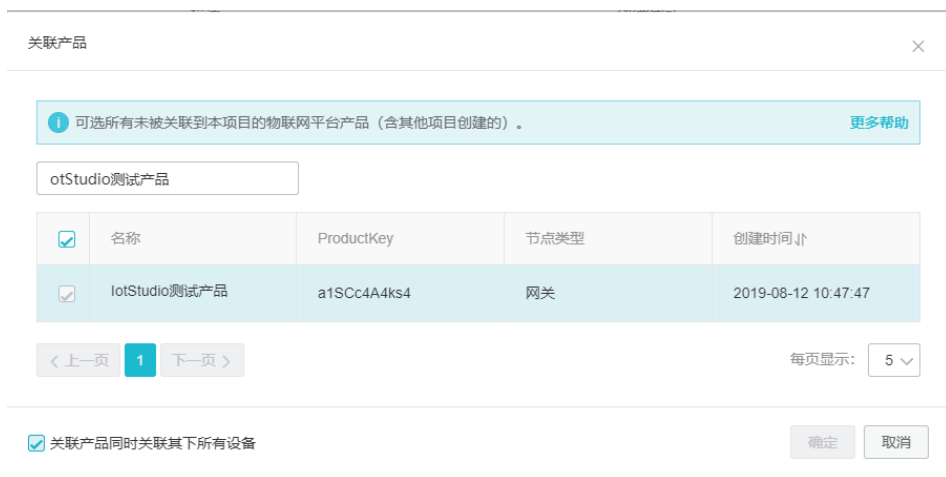 关联产品
可选所有未被关联到本项目的物联网平台产品（含其他项目创建的）。 更多帮助
otStudio测试产品
名称 ProductKey 节点类型 创建时间
IotStudio测试产品 a1SCc4A4ks4 网关 2019-08-12 10:47:47
上一页 1 下一页 每页显示： 5
关联产品同时关联其下所有设备 确定 取消